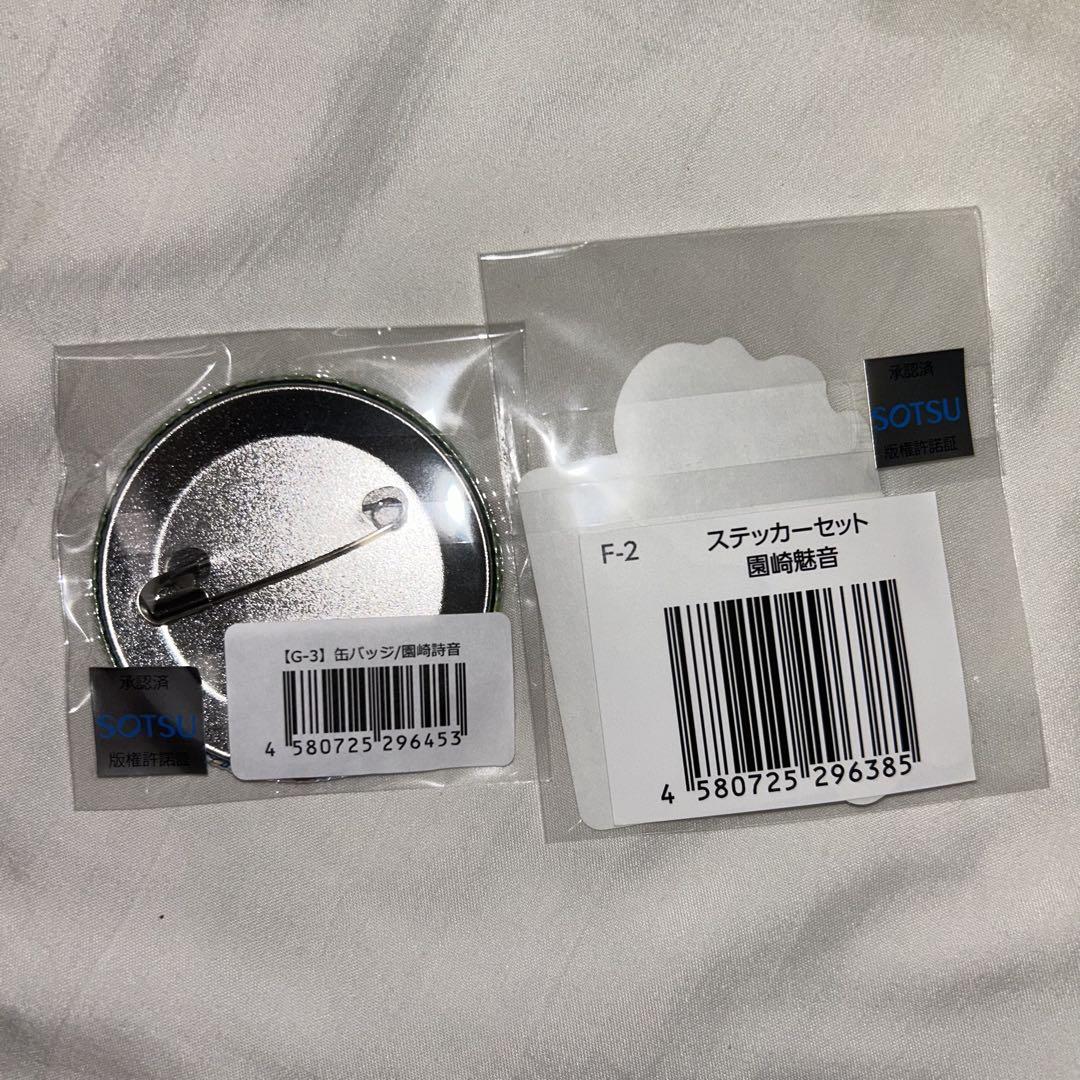 【G-3】缶バッジ/園崎詩音
4 580725 296453
承認済
SOTSU
版権許諾証
承認済
SOTSU
版権許諾証
F-2
ステッカーセット
園崎魅音
4 580725 296385